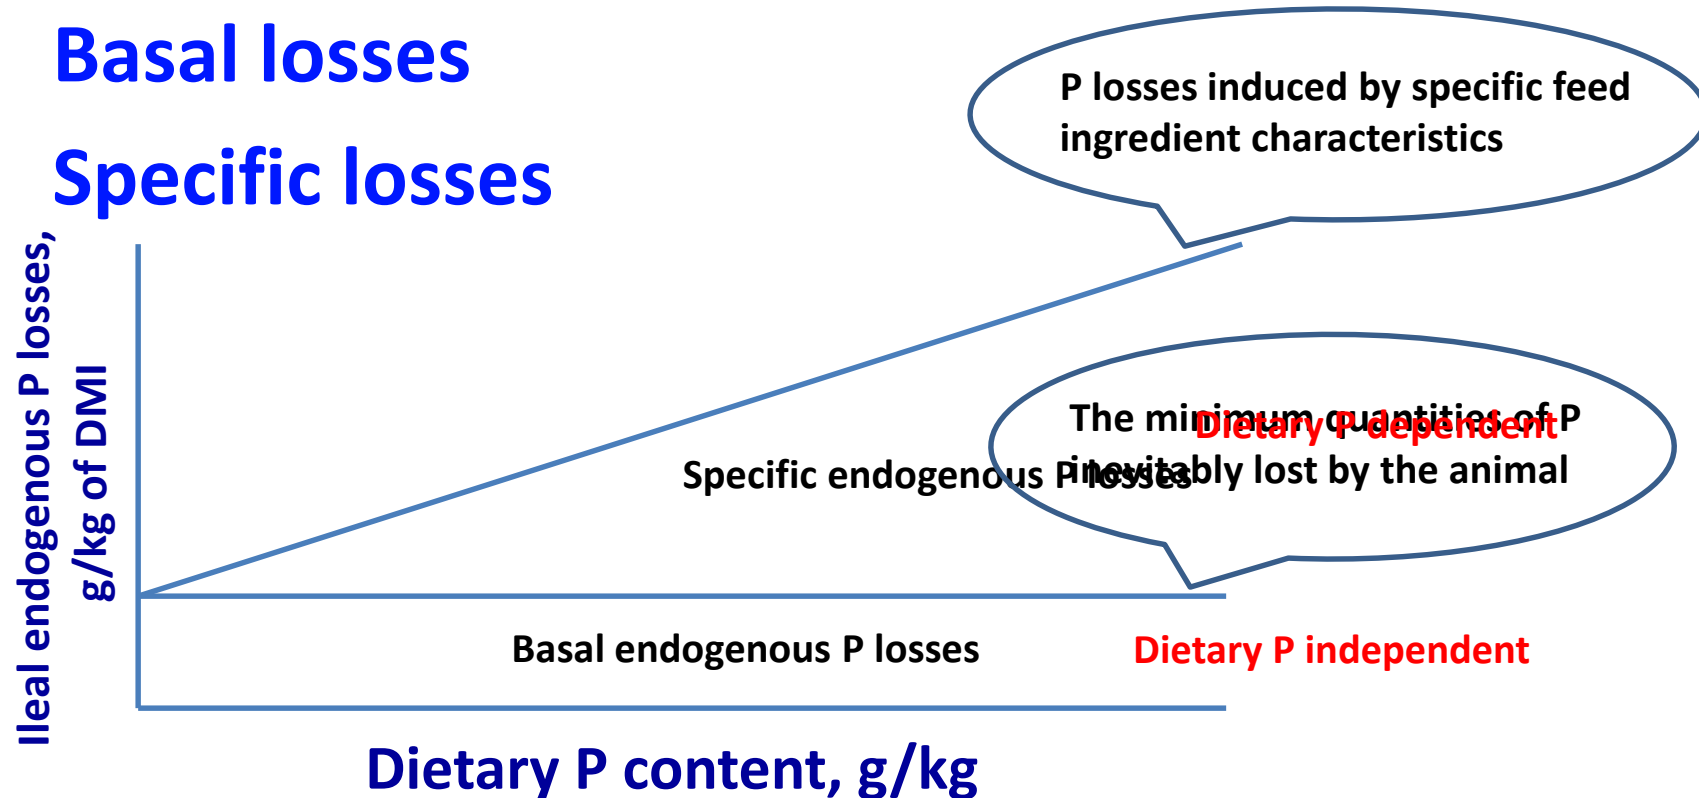 Basal losses
Specific losses
P losses induced by specific feed
ingredient characteristics
Ileal endogenous P losses,
g/kg of DMI
The minimum quantities of P
inevitably lost by the animal
Dietary P dependent
Specific endogenous P losses
Basal endogenous P losses
Dietary P independent
Dietary P content, g/kg